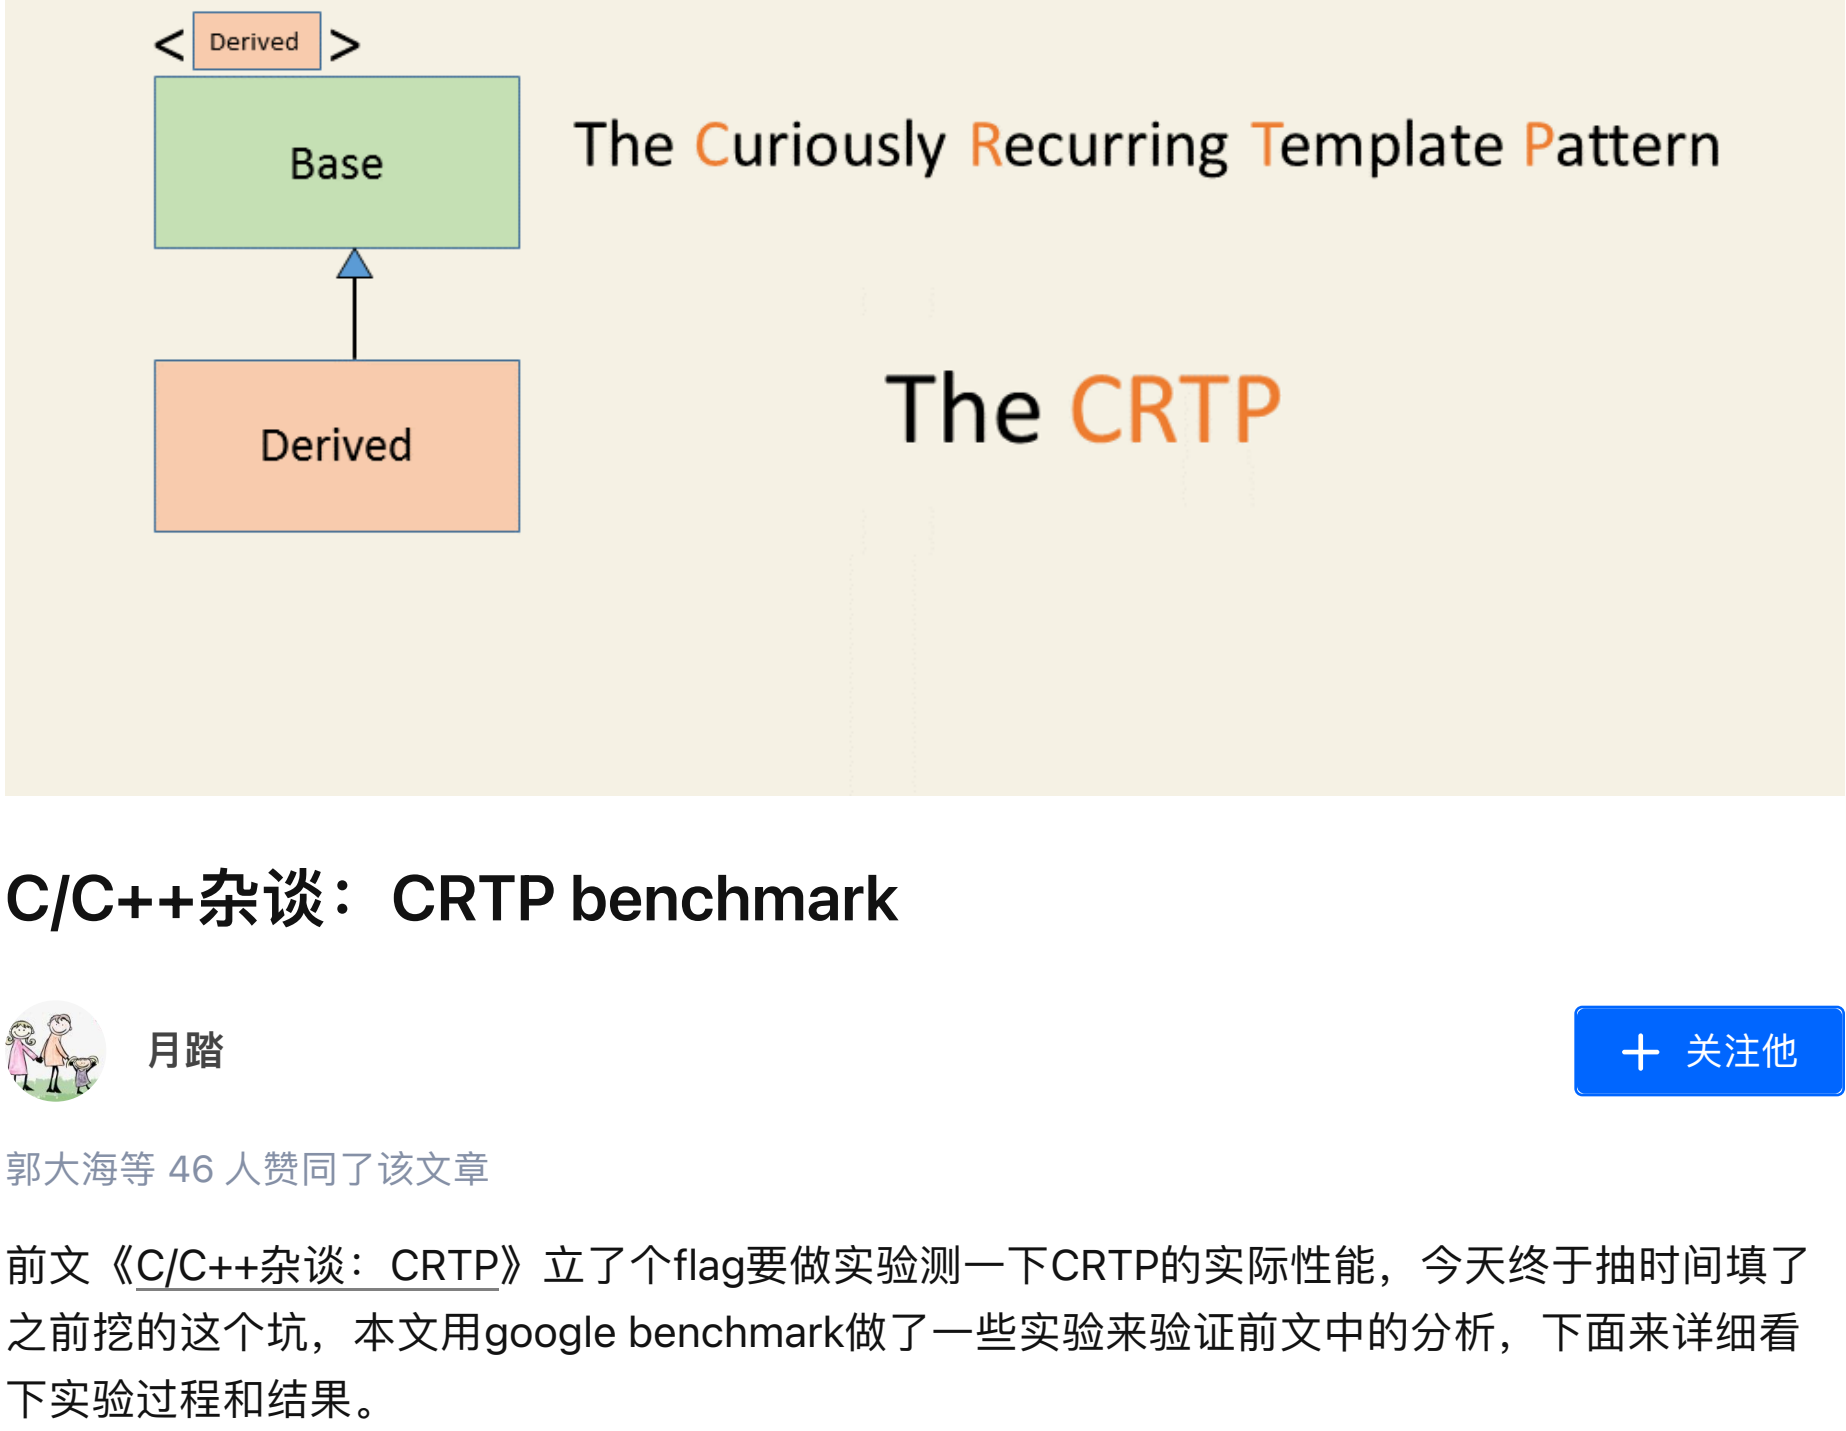 < Derived >
Base
The Curiously Recurring Template Pattern
The CRTP
Derived
C/C++杂谈：CRTP benchmark
月踏
+ 关注他
郭大海等 46 人赞同了该文章
前文《C/C++杂谈：CRTP》立了个flag要做实验测一下CRTP的实际性能，今天终于抽时间填了
之前挖的这个坑，本文用google benchmark做了一些实验来验证前文中的分析，下面来详细看
下实验过程和结果。